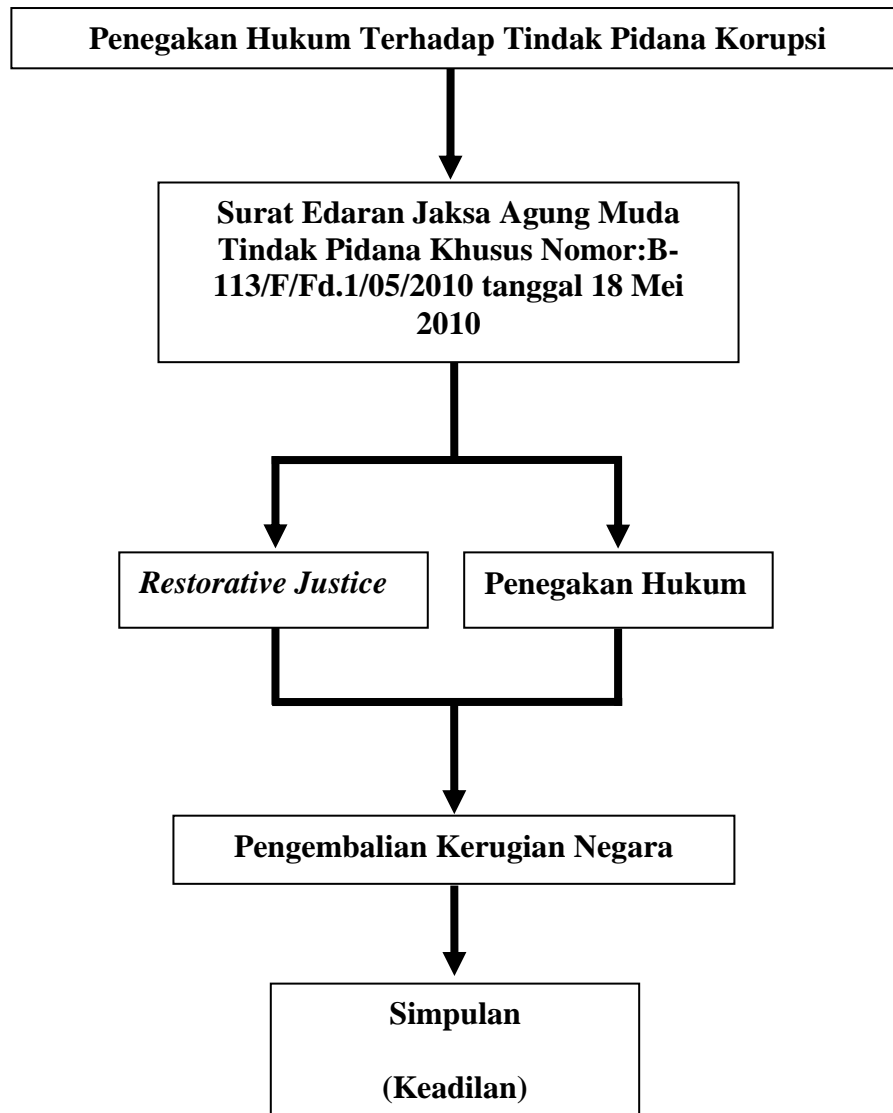 Penegakan Hukum Terhadap Tindak Pidana Korupsi
Surat Edaran Jaksa Agung Muda
Tindak Pidana Khusus Nomor:B-
113/F/Fd.1/05/2010 tanggal 18 Mei
2010
Restorative Justice
Penegakan Hukum
Pengembalian Kerugian Negara
Simpulan
(Keadilan)